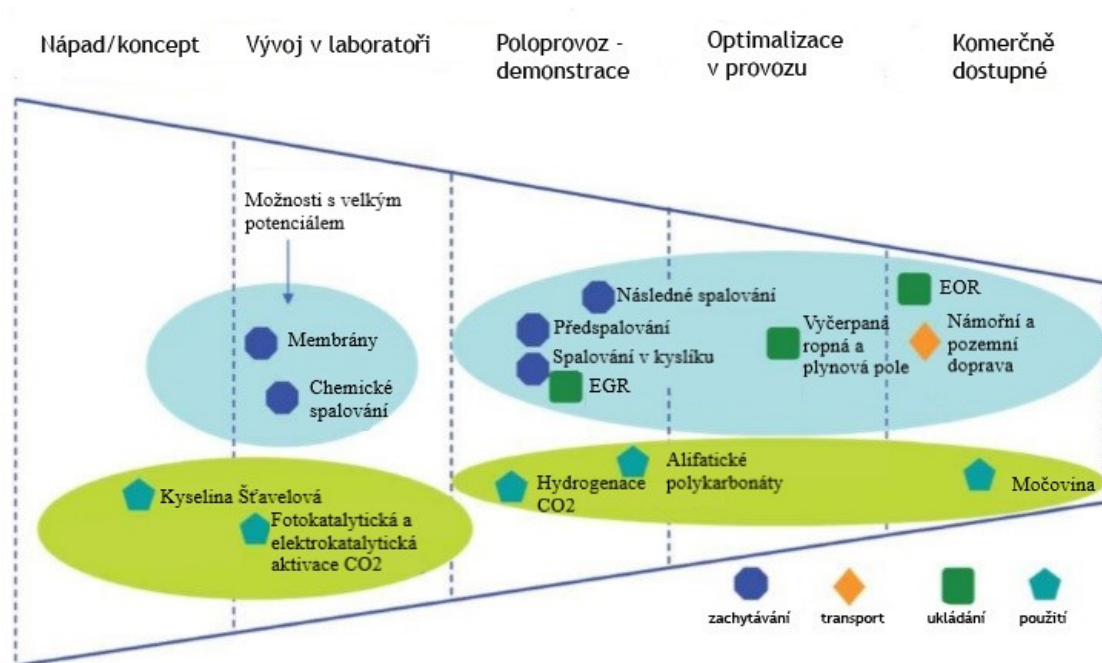 Nápad/koncept
Vývoj v laboratoři
Poloprovoz -
demonstrace
Optimalizace
v provozu
Komerčně
dostupné
Možnosti s velkým
potenciálem
Membrány
Chemické
spalování
Následné spalování
Předspalování
Spalování v kyslíku
EGR
Vyčerpaná
ropná a
plynová pole
EOR
Námořní a
pozemní
doprava
Kyselina Šťavelová
Fotokatalytická a
elektrokatalytická
aktivace CO2
Hydrogenace
CO2
Alifatické
polykarbonáty
Močovina
zachytávání
transport
ukládání
použití